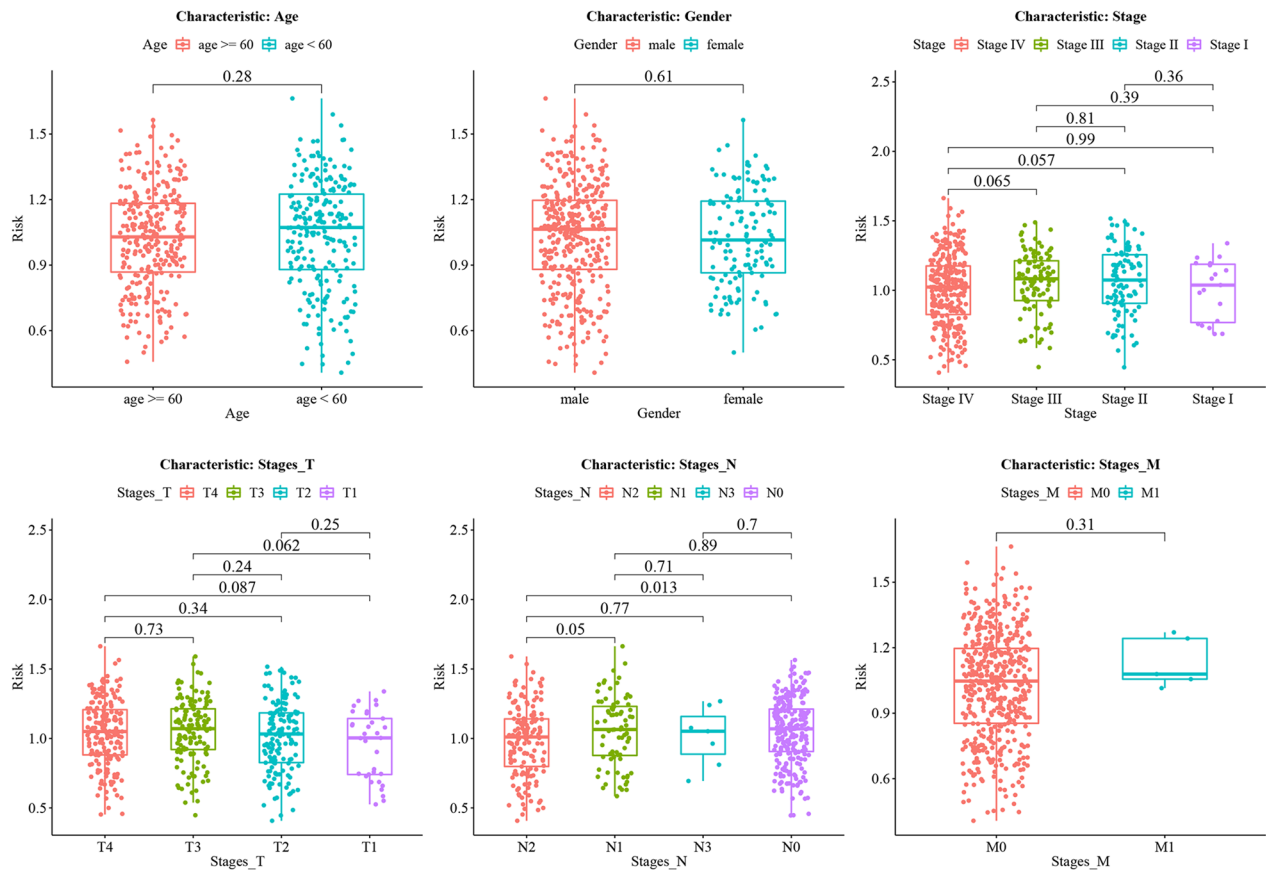 Characteristic: Age
Age age >= 60 age < 60
0.28
1.5
1.2
0.9
0.6
Risk
age >= 60 age < 60
Age
Characteristic: Gender
Gender male female
0.61
1.5
1.2
0.9
0.6
Risk
male female
Gender
Characteristic: Stage
Stage Stage IV Stage III Stage II Stage I
0.36
0.39
0.81
0.99
0.057
0.065
2.5
2.0
1.5
1.0
0.5
Risk
Stage IV Stage III Stage II Stage I
Stage
Characteristic: Stages_T
Stages_T T4 T3 T2 T1
0.25
0.062
0.24
0.087
0.34
0.73
2.5
2.0
1.5
1.0
0.5
Risk
T4 T3 T2 T1
Stages_T
Characteristic: Stages_N
Stages_N N2 N1 N3 N0
0.7
0.89
0.71
0.013
0.77
0.05
2.5
2.0
1.5
1.0
0.5
Risk
N2 N1 N3 N0
Stages_N
Characteristic: Stages_M
Stages_M M0 M1
0.31
1.5
1.2
0.9
0.6
Risk
M0 M1
Stages_M